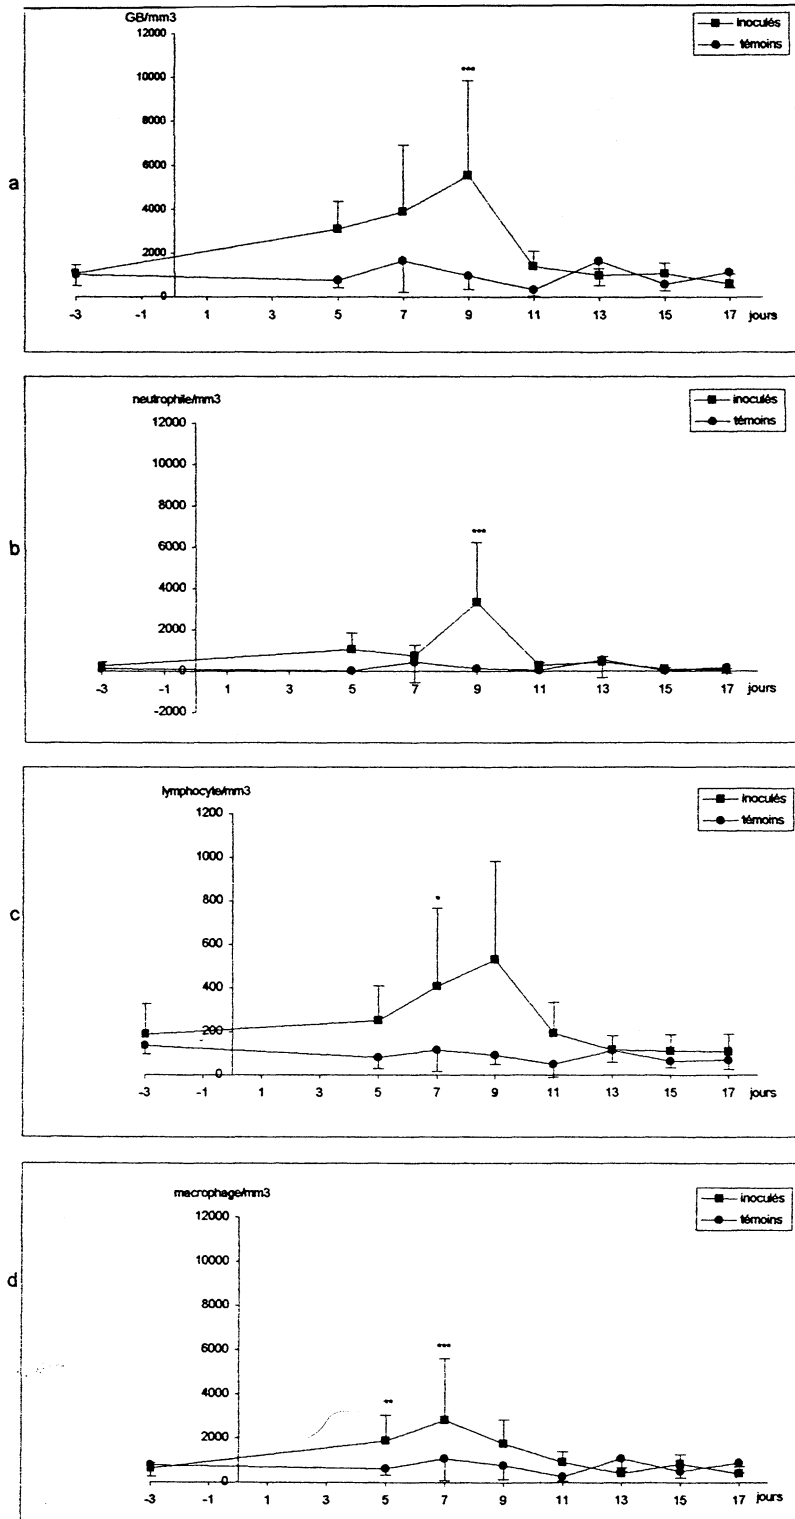 GB/mm3
12000
10000
8000
6000
4000
2000
0
-3 -1 1 3 5 7 9 11 13 15 17 jours
***
inoculés
témoins
a
neutrophile/mm3
12000
10000
8000
6000
4000
2000
0
-2000
-3 1 3 5 7 9 11 13 15 17 jours
***
inoculés
témoins
b
lymphocyte/mm3
1200
1000
800
600
400
200
0
-3 -1 1 3 5 7 9 11 13 15 17 jours
*
inoculés
témoins
c
macrophage/mm3
12000
10000
8000
6000
4000
2000
0
-3 -1 1 3 5 7 9 11 13 15 17 jours
**
***
inoculés
témoins
d